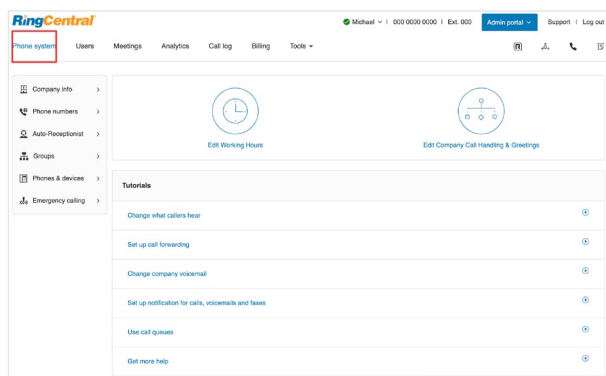 RingCentral
Michael | 000 0000 0000 | Ext. 000 Admin portal Support | Log out
Phone system Users Meetings Analytics Call log Billing Tools
Company info
Phone numbers
Auto-Receptionist
Groups
Phones & devices
Emergency calling
Edit Working Hours Edit Company Call Handling & Greetings
Tutorials
Change what callers hear
Set up call forwarding
Change company voicemail
Set up notification for calls, voicemails and faxes
Use call queues
Get more help